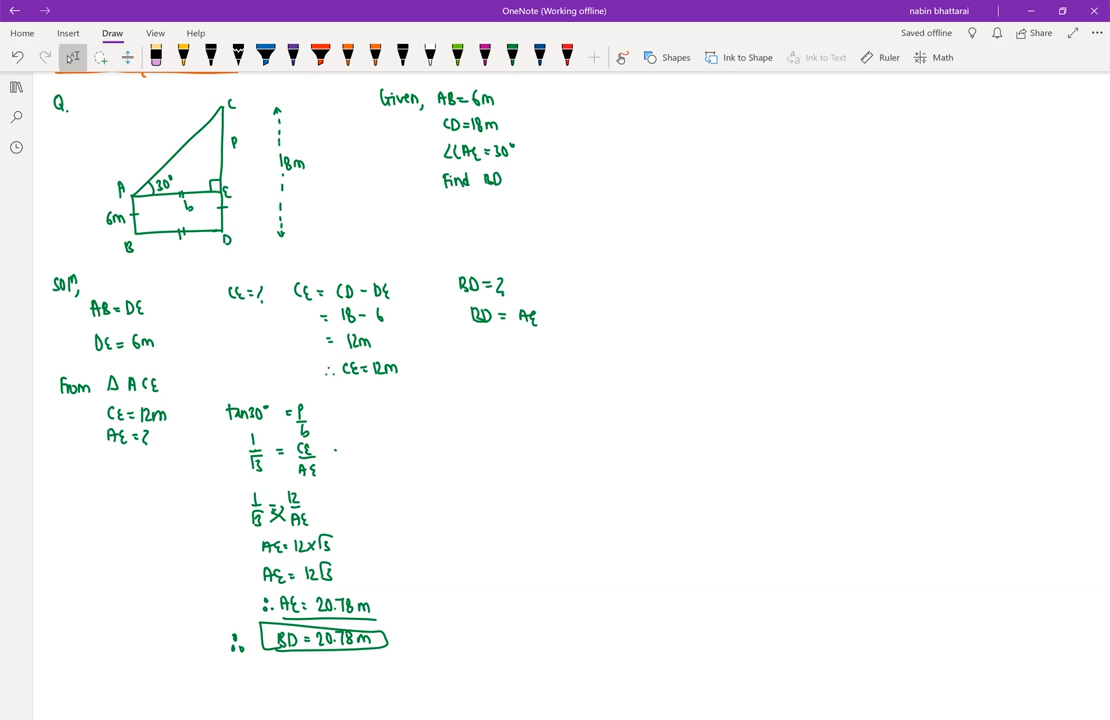 OneNote (Working offline)
nabin bhattarai
Home Insert Draw View Help
Saved offline
Share
Shapes
Ink to Shape
Ink to Text
Ruler
Math
Q.
C
P
18m
A
30°
E
b
6m
B
D
Given, AB=6m
CD=18m
∠CAE=30°
Find BD
Solⁿ,
AB=DE
DE=6m
CE=?
CE = CD-DE
= 18-6
= 12m
∴ CE=12m
BD=?
BD = AE
From Δ ACE
CE=12m
AE=?
tan30° = P/b
1/√3 = CE/AE
1/√3 = 12/AE
AE=12×√3
AE= 12√3
∴ AE= 20.78m
∴ BD=20.78m